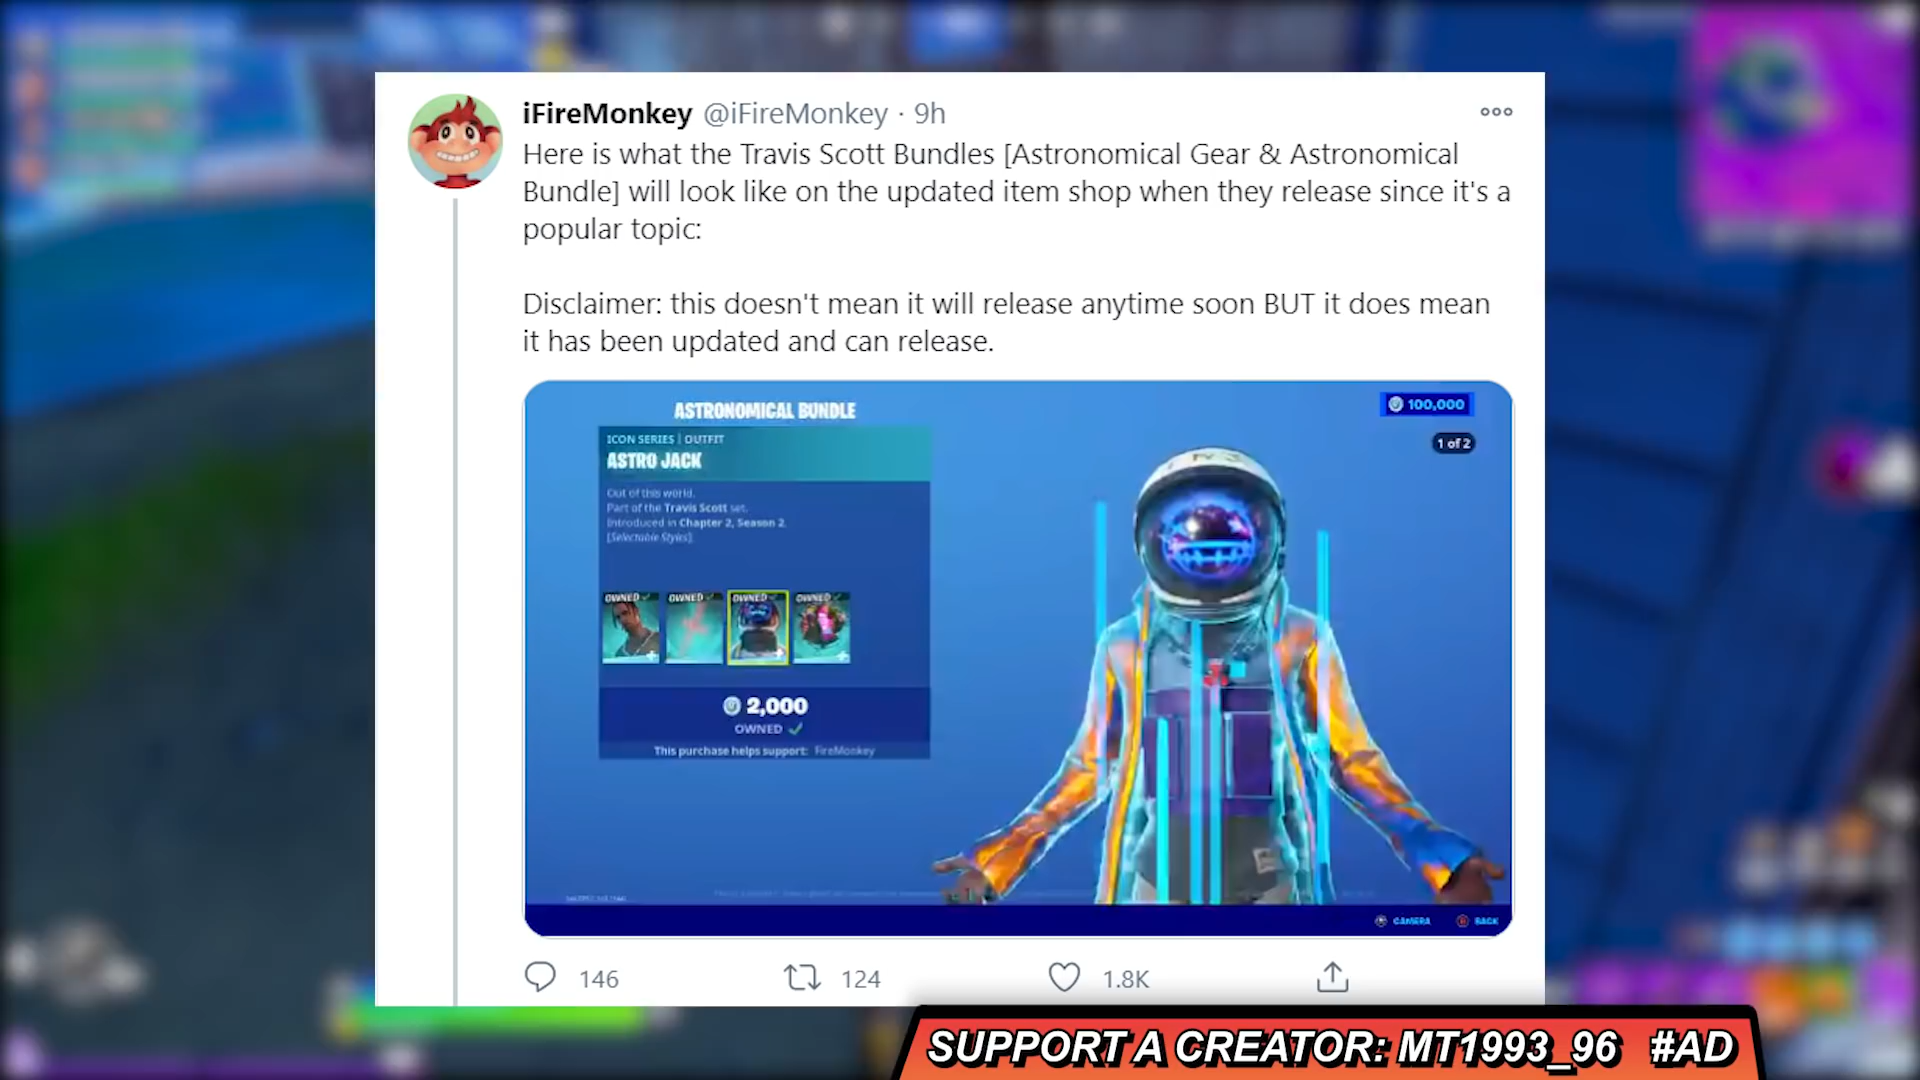 iFireMonkey @iFireMonkey · 9h
Here is what the Travis Scott Bundles [Astronomical Gear & Astronomical
Bundle] will look like on the updated item shop when they release since it's a
popular topic:
Disclaimer: this doesn't mean it will release anytime soon BUT it does mean
it has been updated and can release.
ASTRONOMICAL BUNDLE
100,000
1 of 2
ICON SERIES | OUTFIT
ASTRO JACK
Out of this world.
Part of the Travis Scott set.
Introduced in Chapter 2, Season 2.
[Selectable Styles]
OWNED OWNED OWNED OWNED
2,000
OWNED
This purchase helps support: FireMonkey
CAMERA BACK
146 124 1.8K
SUPPORT A CREATOR: MT1993_96 #AD